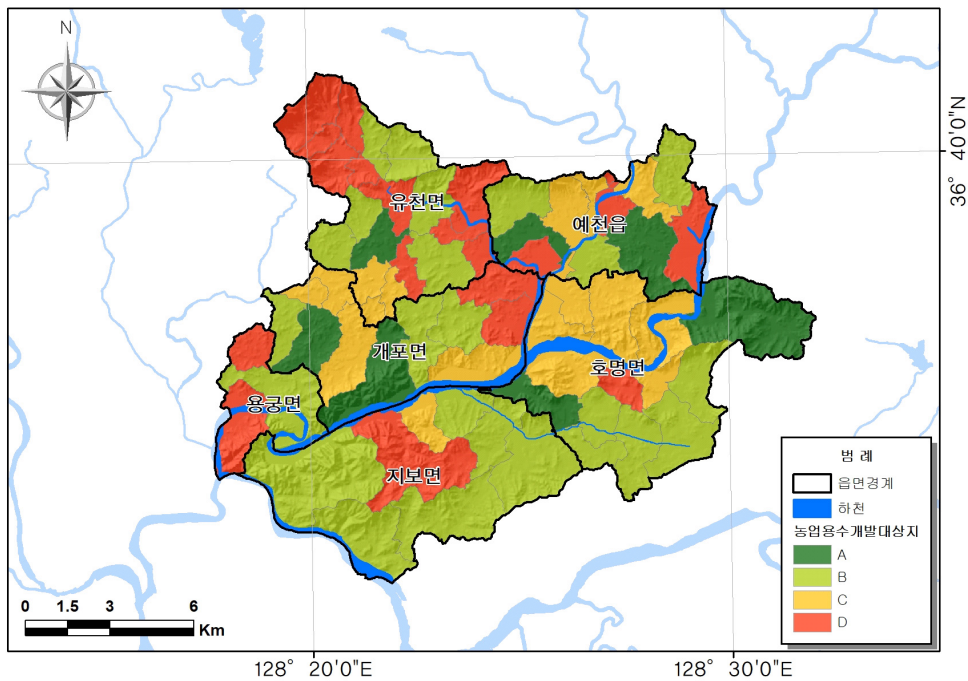 N
40'0"N
36°
유천면
예천읍
개포면
호명면
용궁면
지보면
범 례
읍면경계
하천
농업용수개발대상지
A
B
C
D
0 1.5 3 6
Km
128° 20'0"E
128° 30'0"E